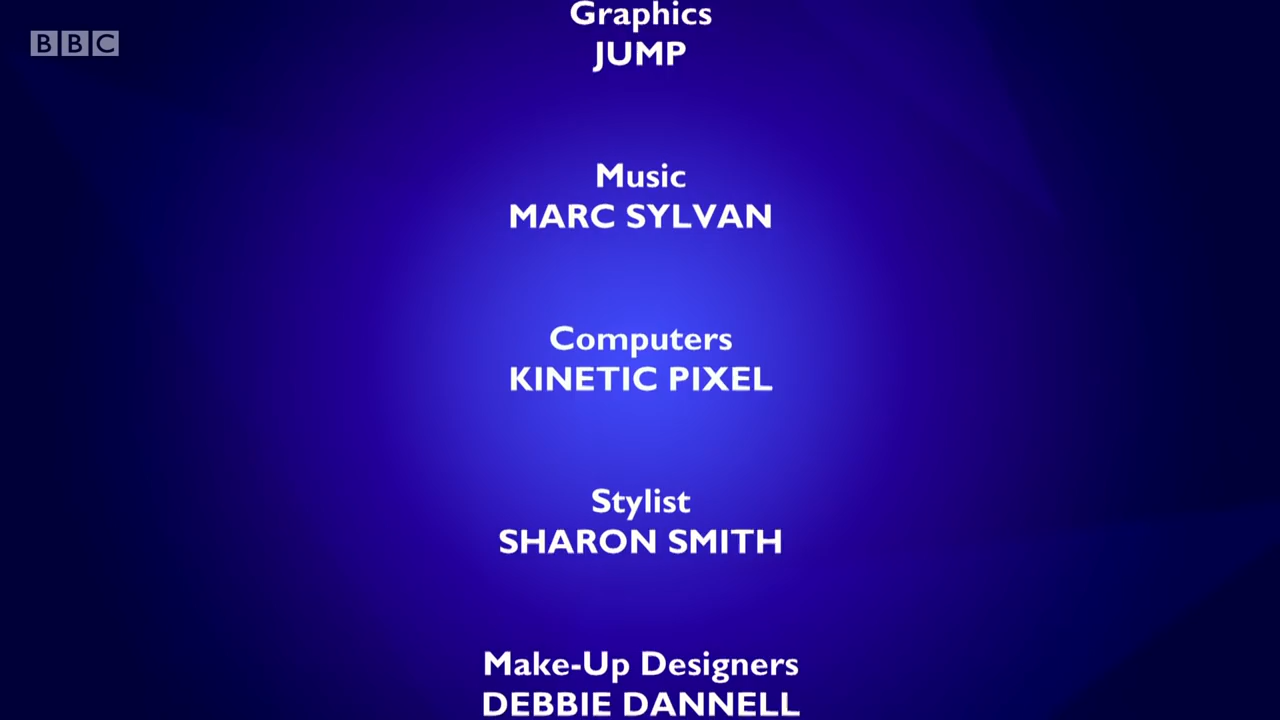 BBC
Graphics
JUMP
Music
MARC SYLVAN
Computers
KINETIC PIXEL
Stylist
SHARON SMITH
Make-Up Designers
DEBBIE DANNELL